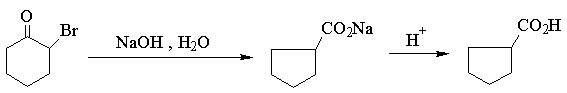 O
Br
NaOH , H₂O
CO₂Na
H⁺
CO₂H